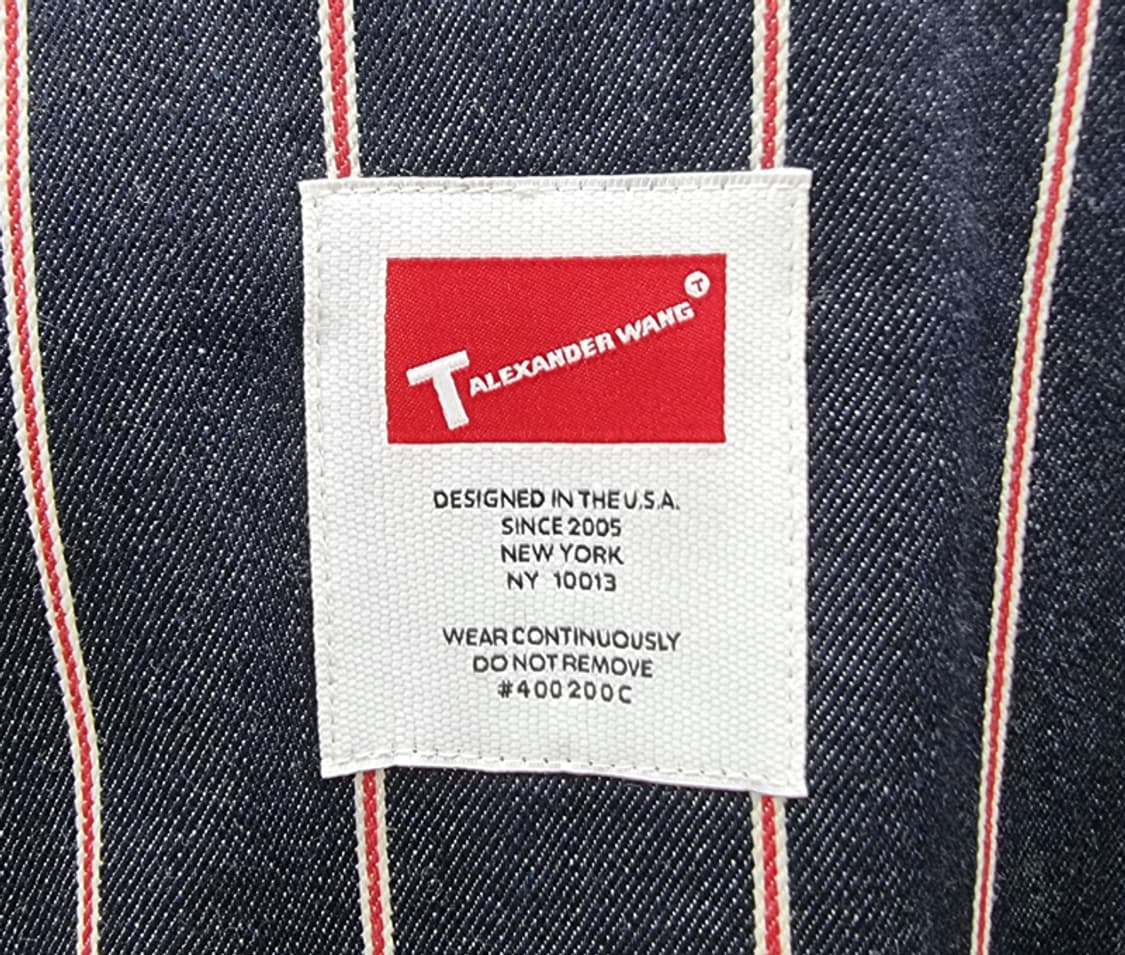 T ALEXANDER WANG T
DESIGNED IN THE U.S.A.
SINCE 2005
NEW YORK
NY 10013
WEAR CONTINUOUSLY
DO NOT REMOVE
#400200C